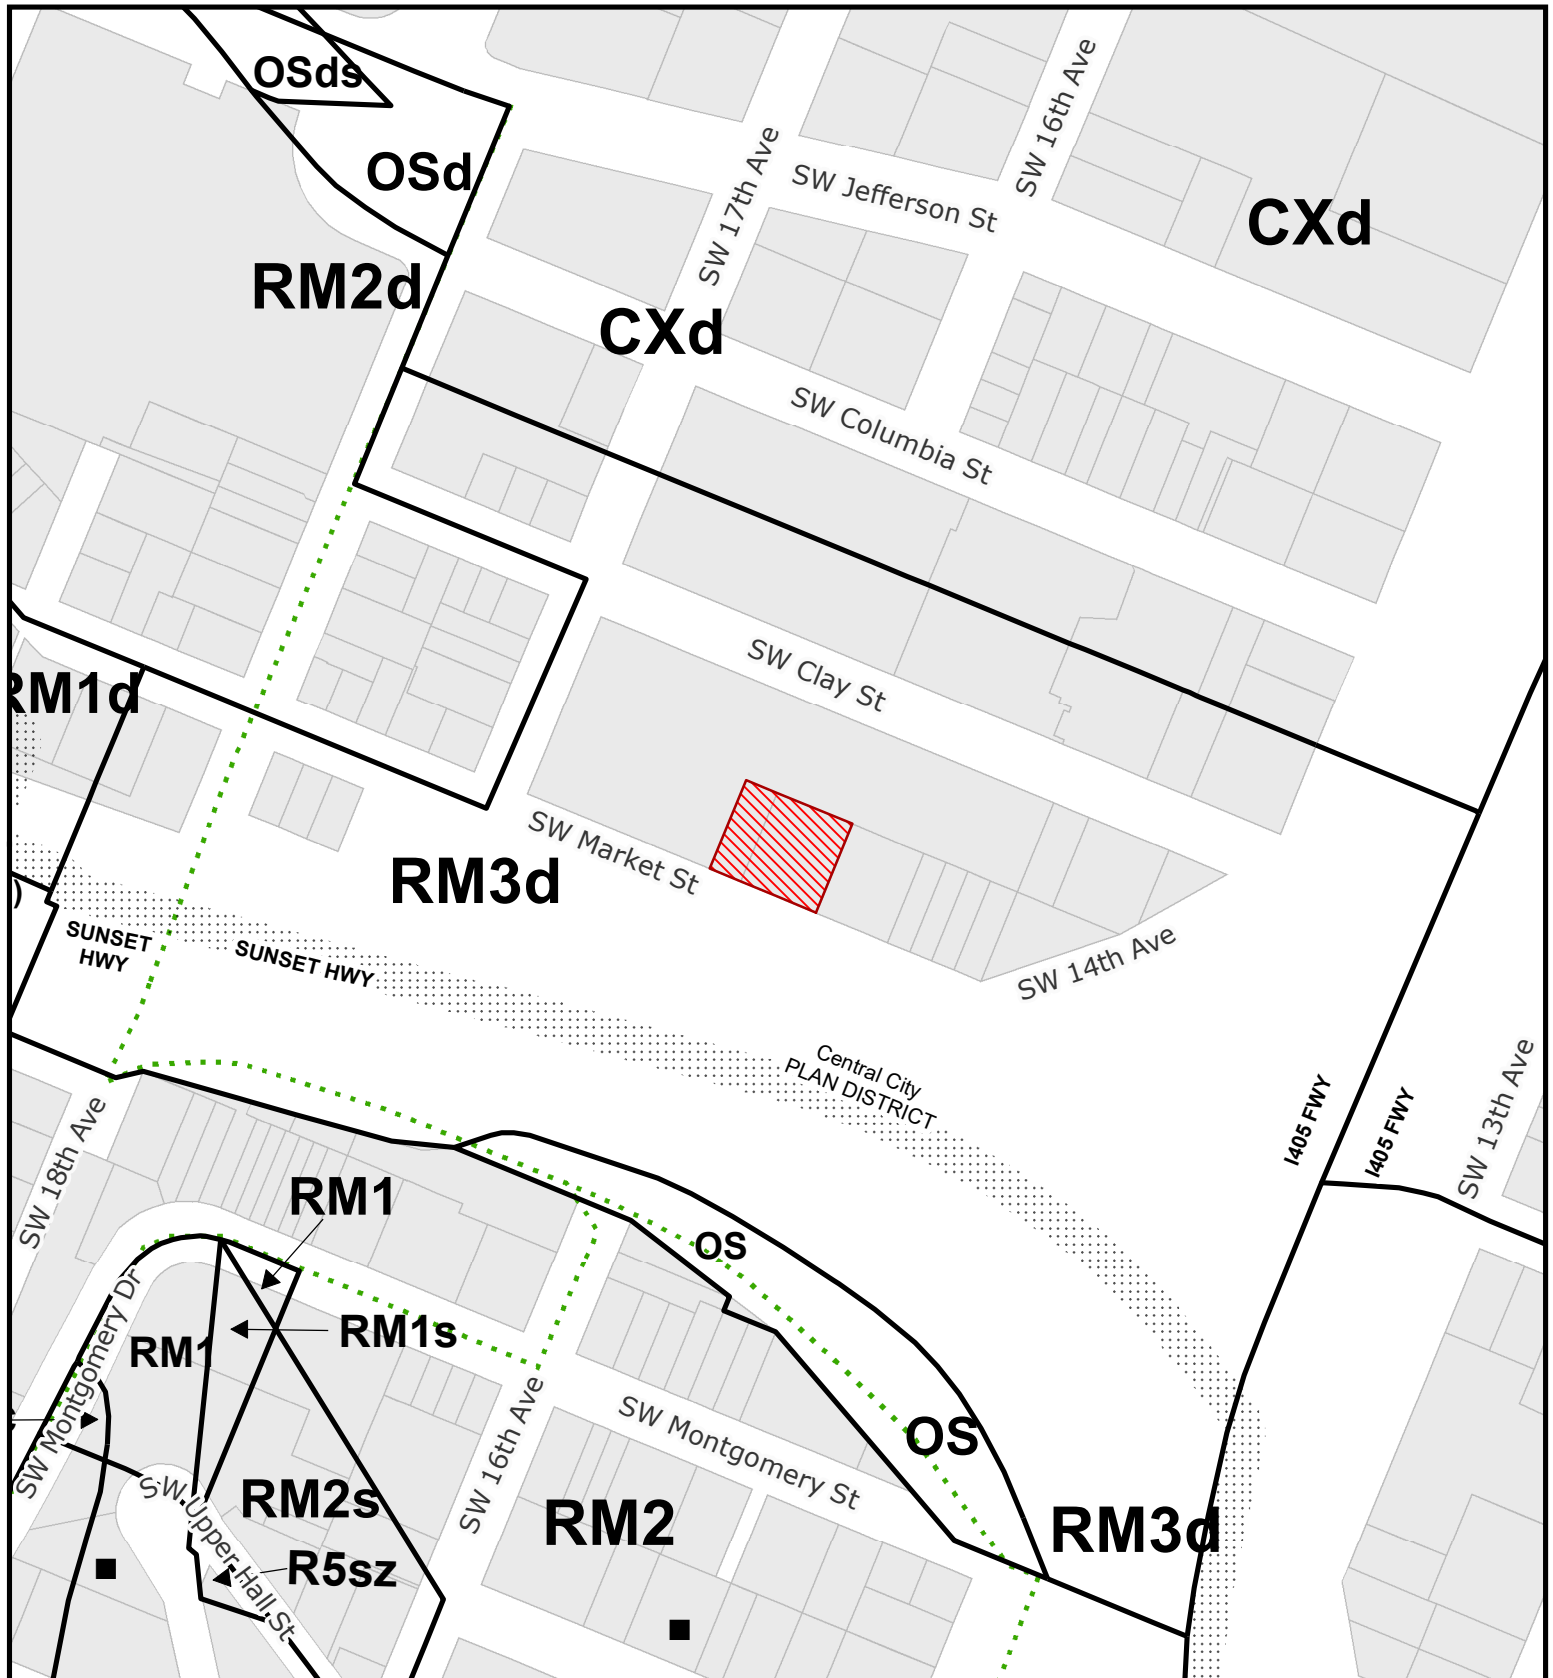 OSds
SW 16th Ave
OSd
SW 17th Ave
SW Jefferson St
CXd
RM2d
CXd
SW Columbia St
SW Clay St
RM1d
SW Market St
RM3d
)
SUNSET
HWY
SUNSET HWY
SW 14th Ave
Central City
PLAN DISTRICT
I405 FWY
I405 FWY
SW 13th Ave
SW 18th Ave
RM1
OS
RM1s
RM1
SW Montgomery Dr
SW 16th Ave
SW Montgomery St
OS
RM2s
RM2
RM3d
SW Upper Hall St
R5sz